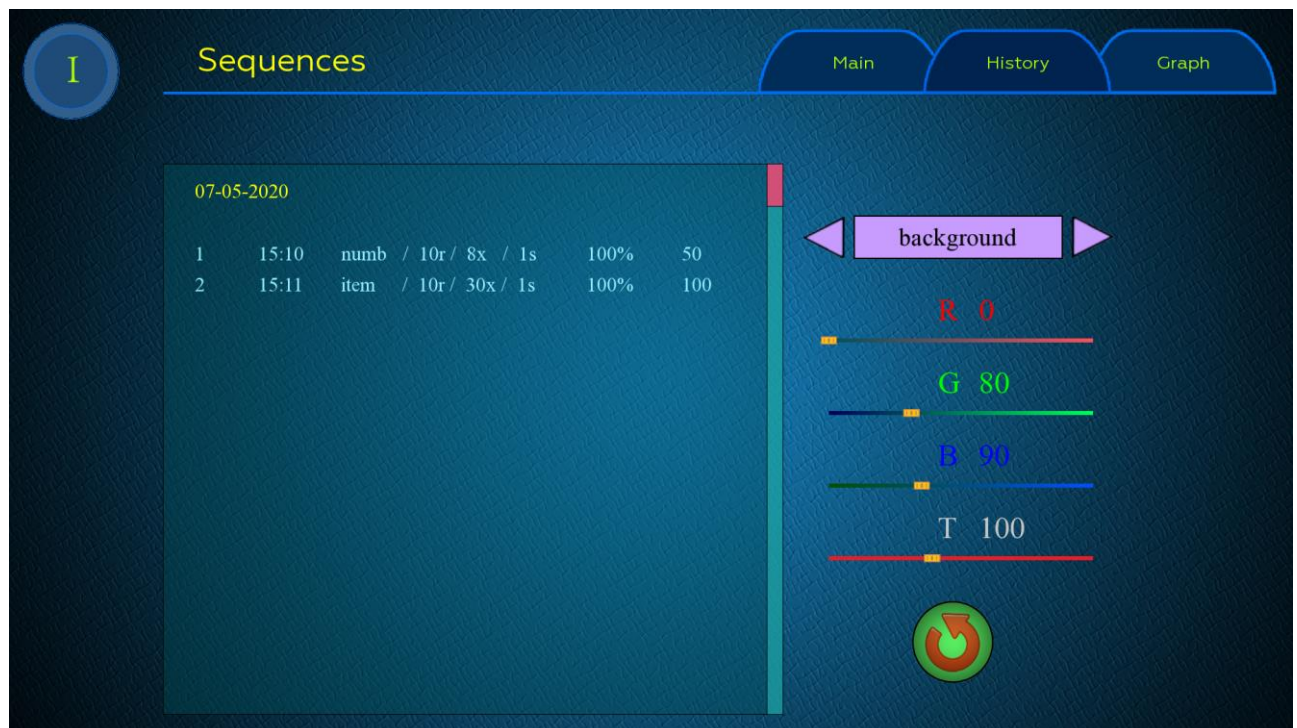 I
Sequences
Main History Graph
07-05-2020
1 15:10 numb / 10r / 8x / 1s 100% 50
2 15:11 item / 10r / 30x / 1s 100% 100
background
R 0
G 80
B 90
T 100